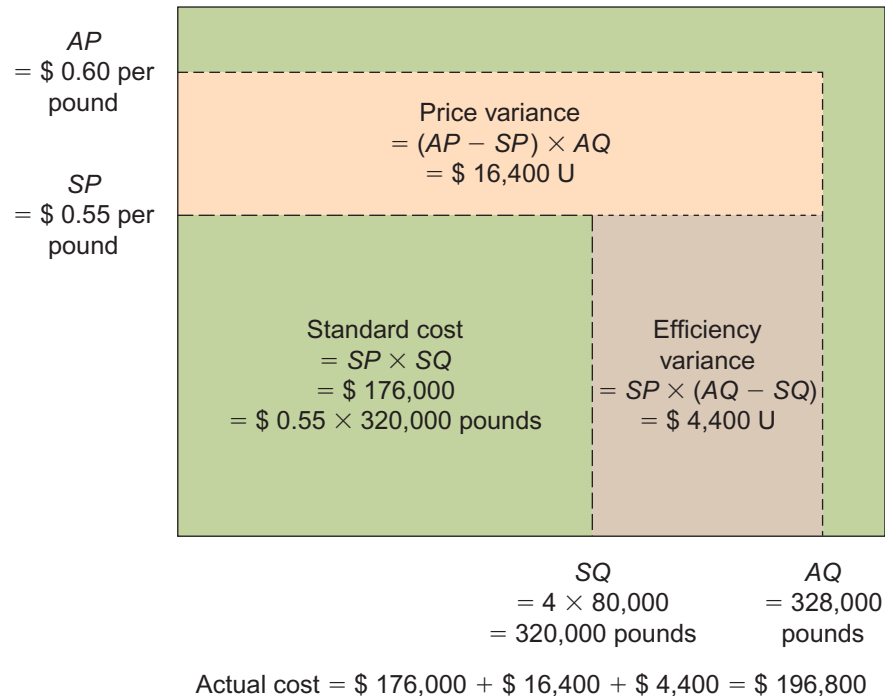 AP
= $ 0.60 per
pound
Price variance
= (AP − SP) × AQ
= $ 16,400 U
SP
= $ 0.55 per
pound
Standard cost
= SP × SQ
= $ 176,000
= $ 0.55 × 320,000 pounds
Efficiency
variance
= SP × (AQ − SQ)
= $ 4,400 U
SQ
= 4 × 80,000
= 320,000 pounds
AQ
= 328,000
pounds
Actual cost = $ 176,000 + $ 16,400 + $ 4,400 = $ 196,800